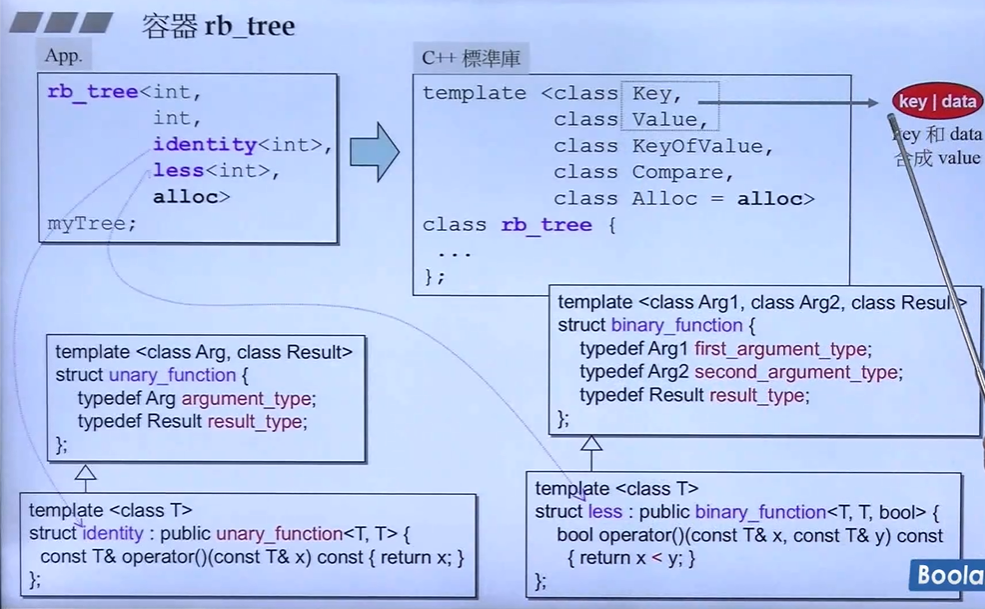 容器 rb_tree
App.
rb_tree<int,
int,
identity<int>,
less<int>,
alloc>
myTree;
C++ 標準庫
template <class Key,
class Value,
class KeyOfValue,
class Compare,
class Alloc = alloc>
class rb_tree {
...
};
key | data
key 和 data
合成 value
template <class Arg, class Result>
struct unary_function {
typedef Arg argument_type;
typedef Result result_type;
};
template <class T>
struct identity : public unary_function<T, T> {
const T& operator()(const T& x) const { return x; }
};
template <class Arg1, class Arg2, class Result>
struct binary_function {
typedef Arg1 first_argument_type;
typedef Arg2 second_argument_type;
typedef Result result_type;
};
template <class T>
struct less : public binary_function<T, T, bool> {
bool operator()(const T& x, const T& y) const
{ return x < y; }
};
Boola